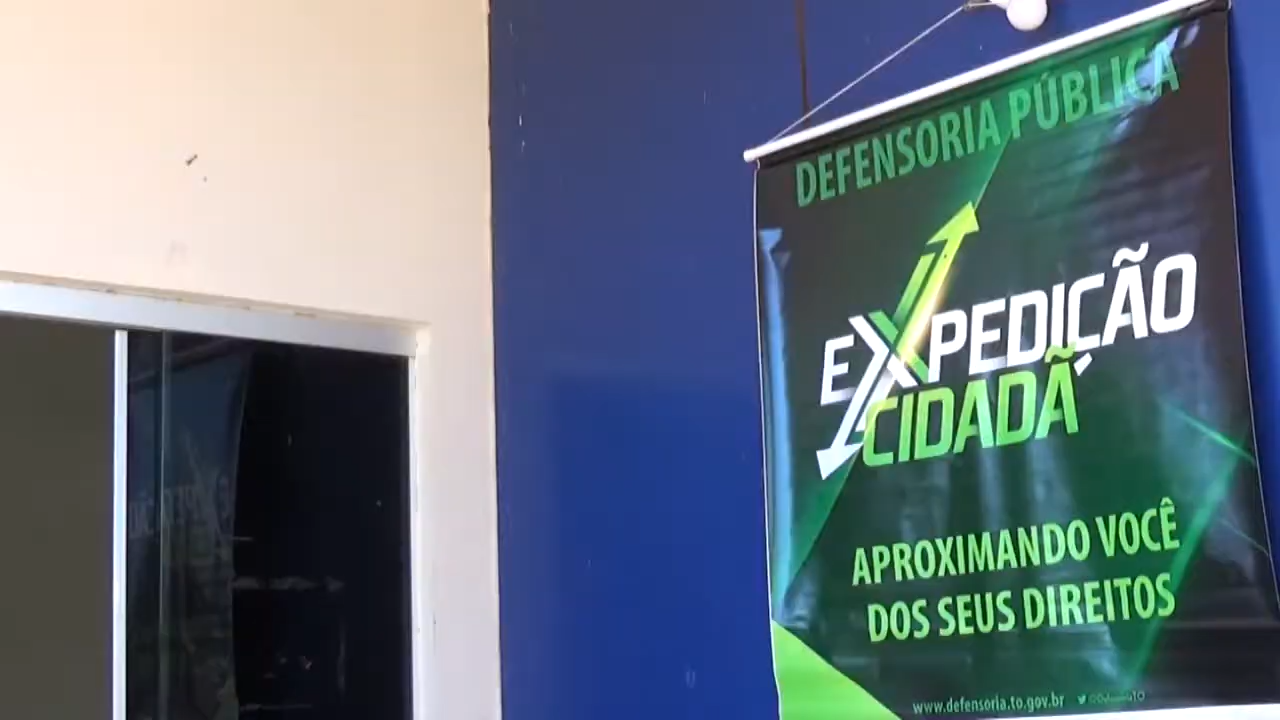 DEFENSORIA PÚBLICA
EXPEDIÇÃO
CIDADÃ
APROXIMANDO VOCÊ
DOS SEUS DIREITOS
www.defensoria.to.gov.br